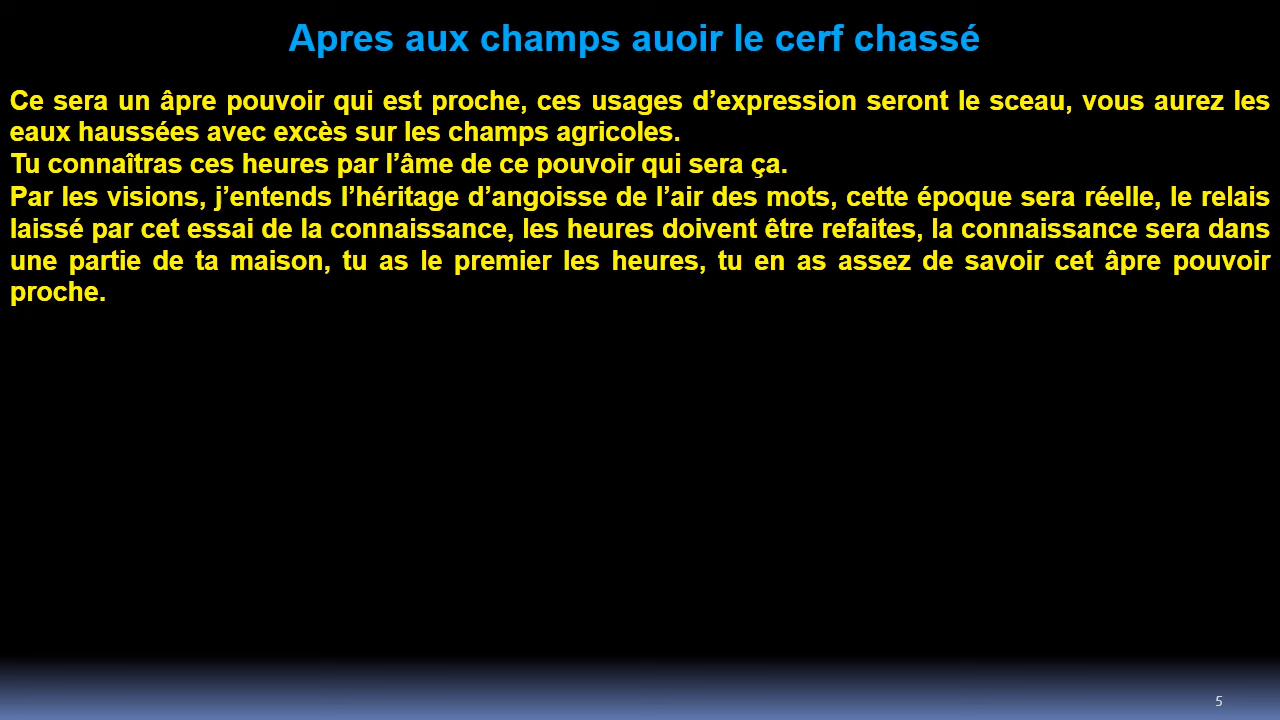 Apres aux champs auoir le cerf chassé
Ce sera un âpre pouvoir qui est proche, ces usages d’expression seront le sceau, vous aurez les
eaux haussées avec excès sur les champs agricoles.
Tu connaîtras ces heures par l’âme de ce pouvoir qui sera ça.
Par les visions, j’entends l’héritage d’angoisse de l’air des mots, cette époque sera réelle, le relais
laissé par cet essai de la connaissance, les heures doivent être refaites, la connaissance sera dans
une partie de ta maison, tu as le premier les heures, tu en as assez de savoir cet âpre pouvoir
proche.
5